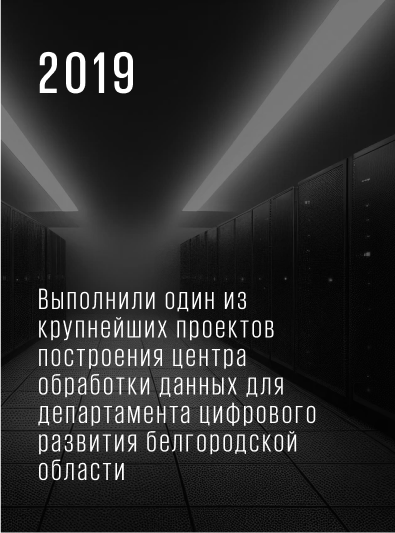 2019
Выполнили один из
крупнейших проектов
построения центра
обработки данных для
департамента цифрового
развития белгородской
области